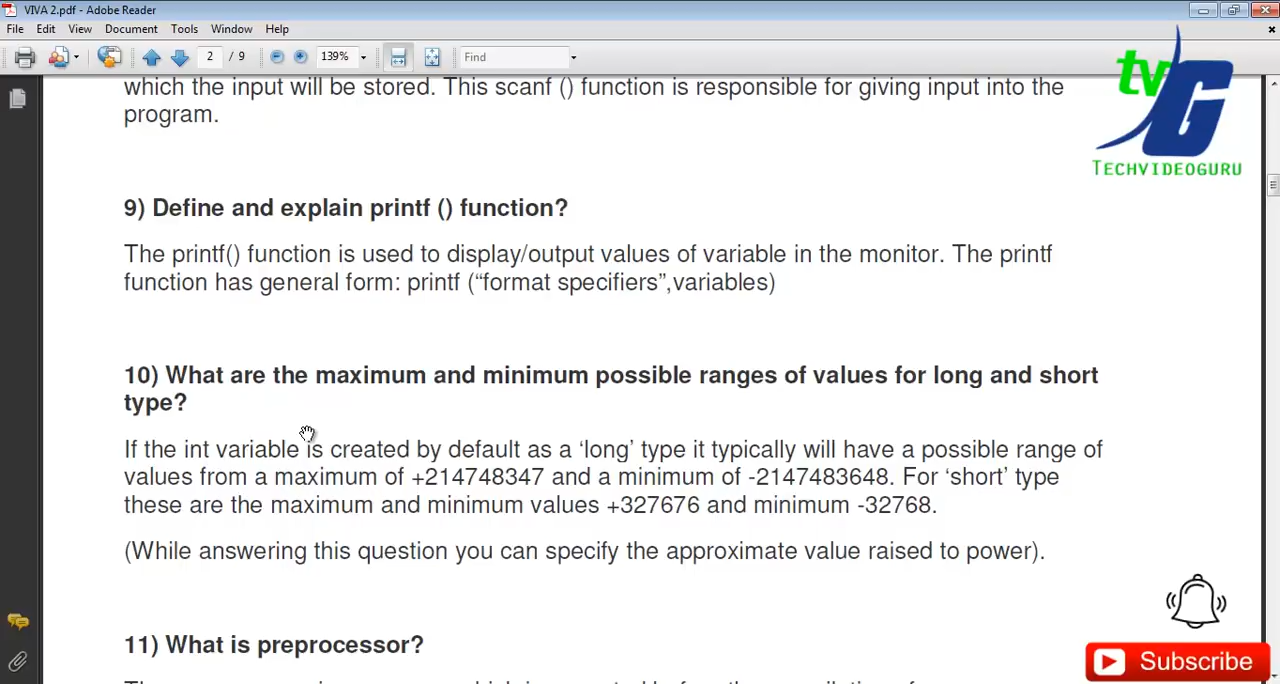 VIVA 2.pdf - Adobe Reader
File Edit View Document Tools Window Help
2 / 9 139% Find
which the input will be stored. This scanf () function is responsible for giving input into the
program.
tvG
TECHVIDEOGURU
9) Define and explain printf () function?
The printf() function is used to display/output values of variable in the monitor. The printf
function has general form: printf (“format specifiers”,variables)
10) What are the maximum and minimum possible ranges of values for long and short
type?
If the int variable is created by default as a ‘long’ type it typically will have a possible range of
values from a maximum of +214748347 and a minimum of -2147483648. For ‘short’ type
these are the maximum and minimum values +327676 and minimum -32768.
(While answering this question you can specify the approximate value raised to power).
11) What is preprocessor?
Subscribe